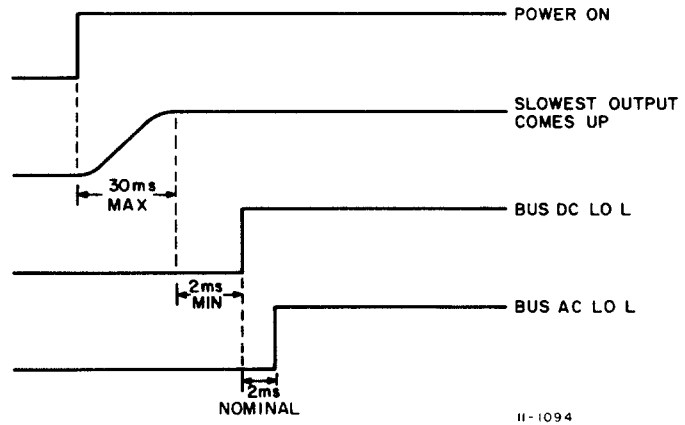 POWER ON
SLOWEST OUTPUT
COMES UP
30ms
MAX
BUS DC LO L
2ms
MIN
BUS AC LO L
2ms
NOMINAL
11-1094